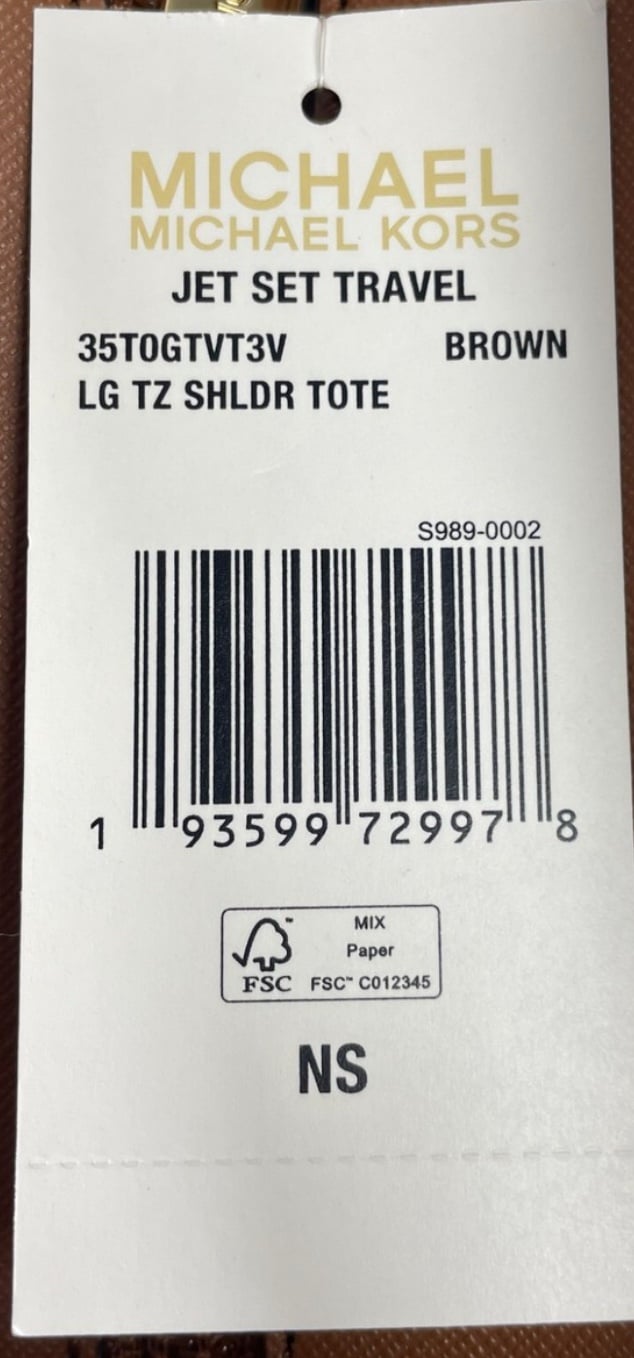 MICHAEL
MICHAEL KORS
JET SET TRAVEL
35T0GTVT3V BROWN
LG TZ SHLDR TOTE
S989-0002
1 93599 72997 8
MIX
Paper
FSC FSC™ C012345
NS